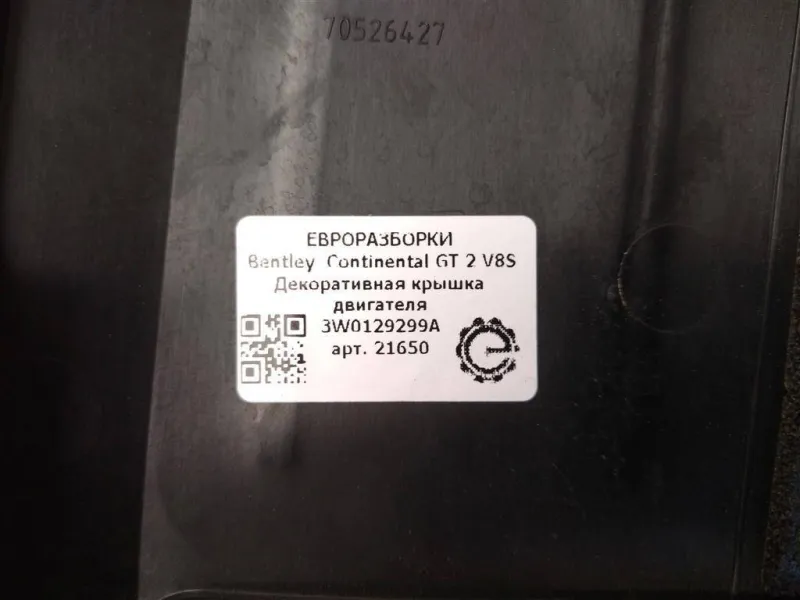 70526427
ЕВРОРАЗБОРКИ
Bentley Continental GT 2 V8S
Декоративная крышка
двигателя
3W0129299A
арт. 21650